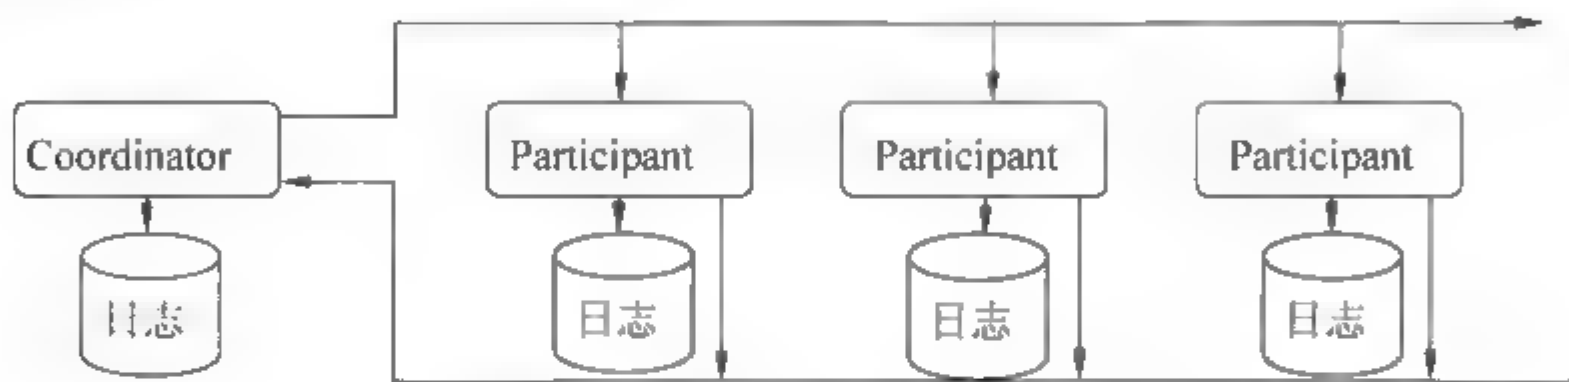 Coordinator
Participant
Participant
Participant
日志
日志
日志
日志